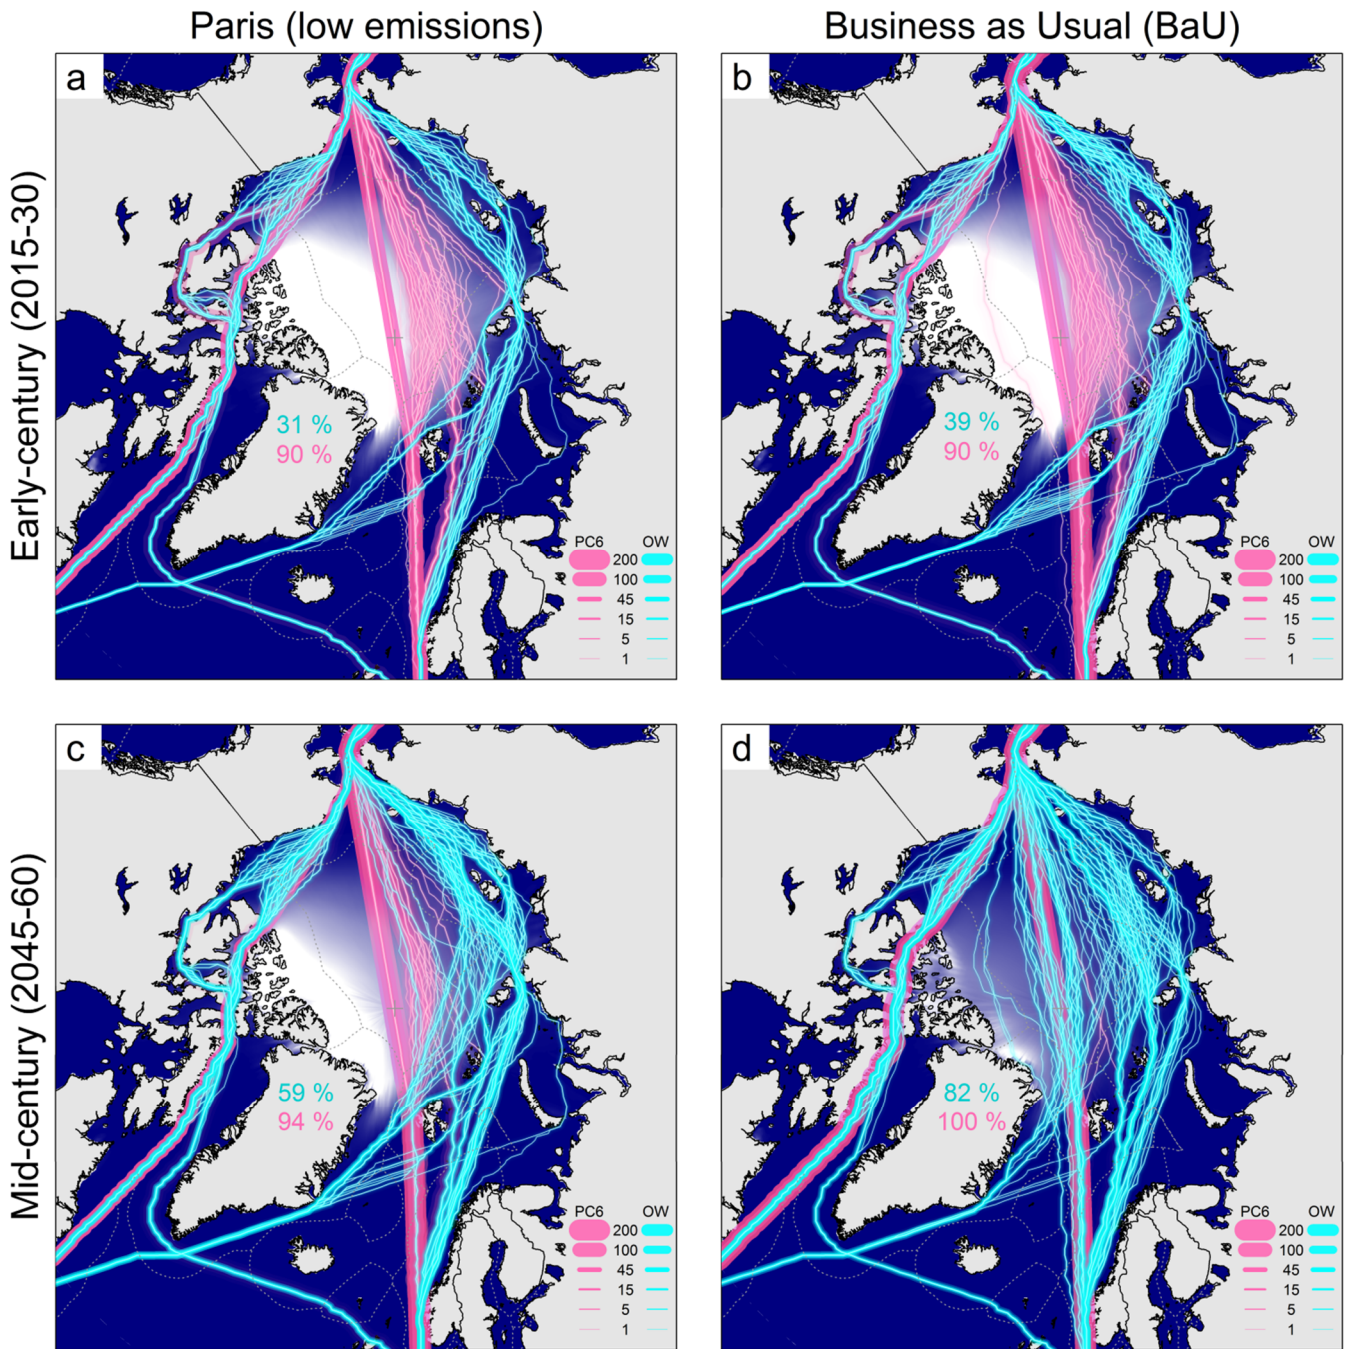 Paris (low emissions)
Business as Usual (BaU)
Early-century (2015-30)
a
31 %
90 %
PC6 OW
200
100
45
15
5
1
b
39 %
90 %
PC6 OW
200
100
45
15
5
1
Mid-century (2045-60)
c
59 %
94 %
PC6 OW
200
100
45
15
5
1
d
82 %
100 %
PC6 OW
200
100
45
15
5
1